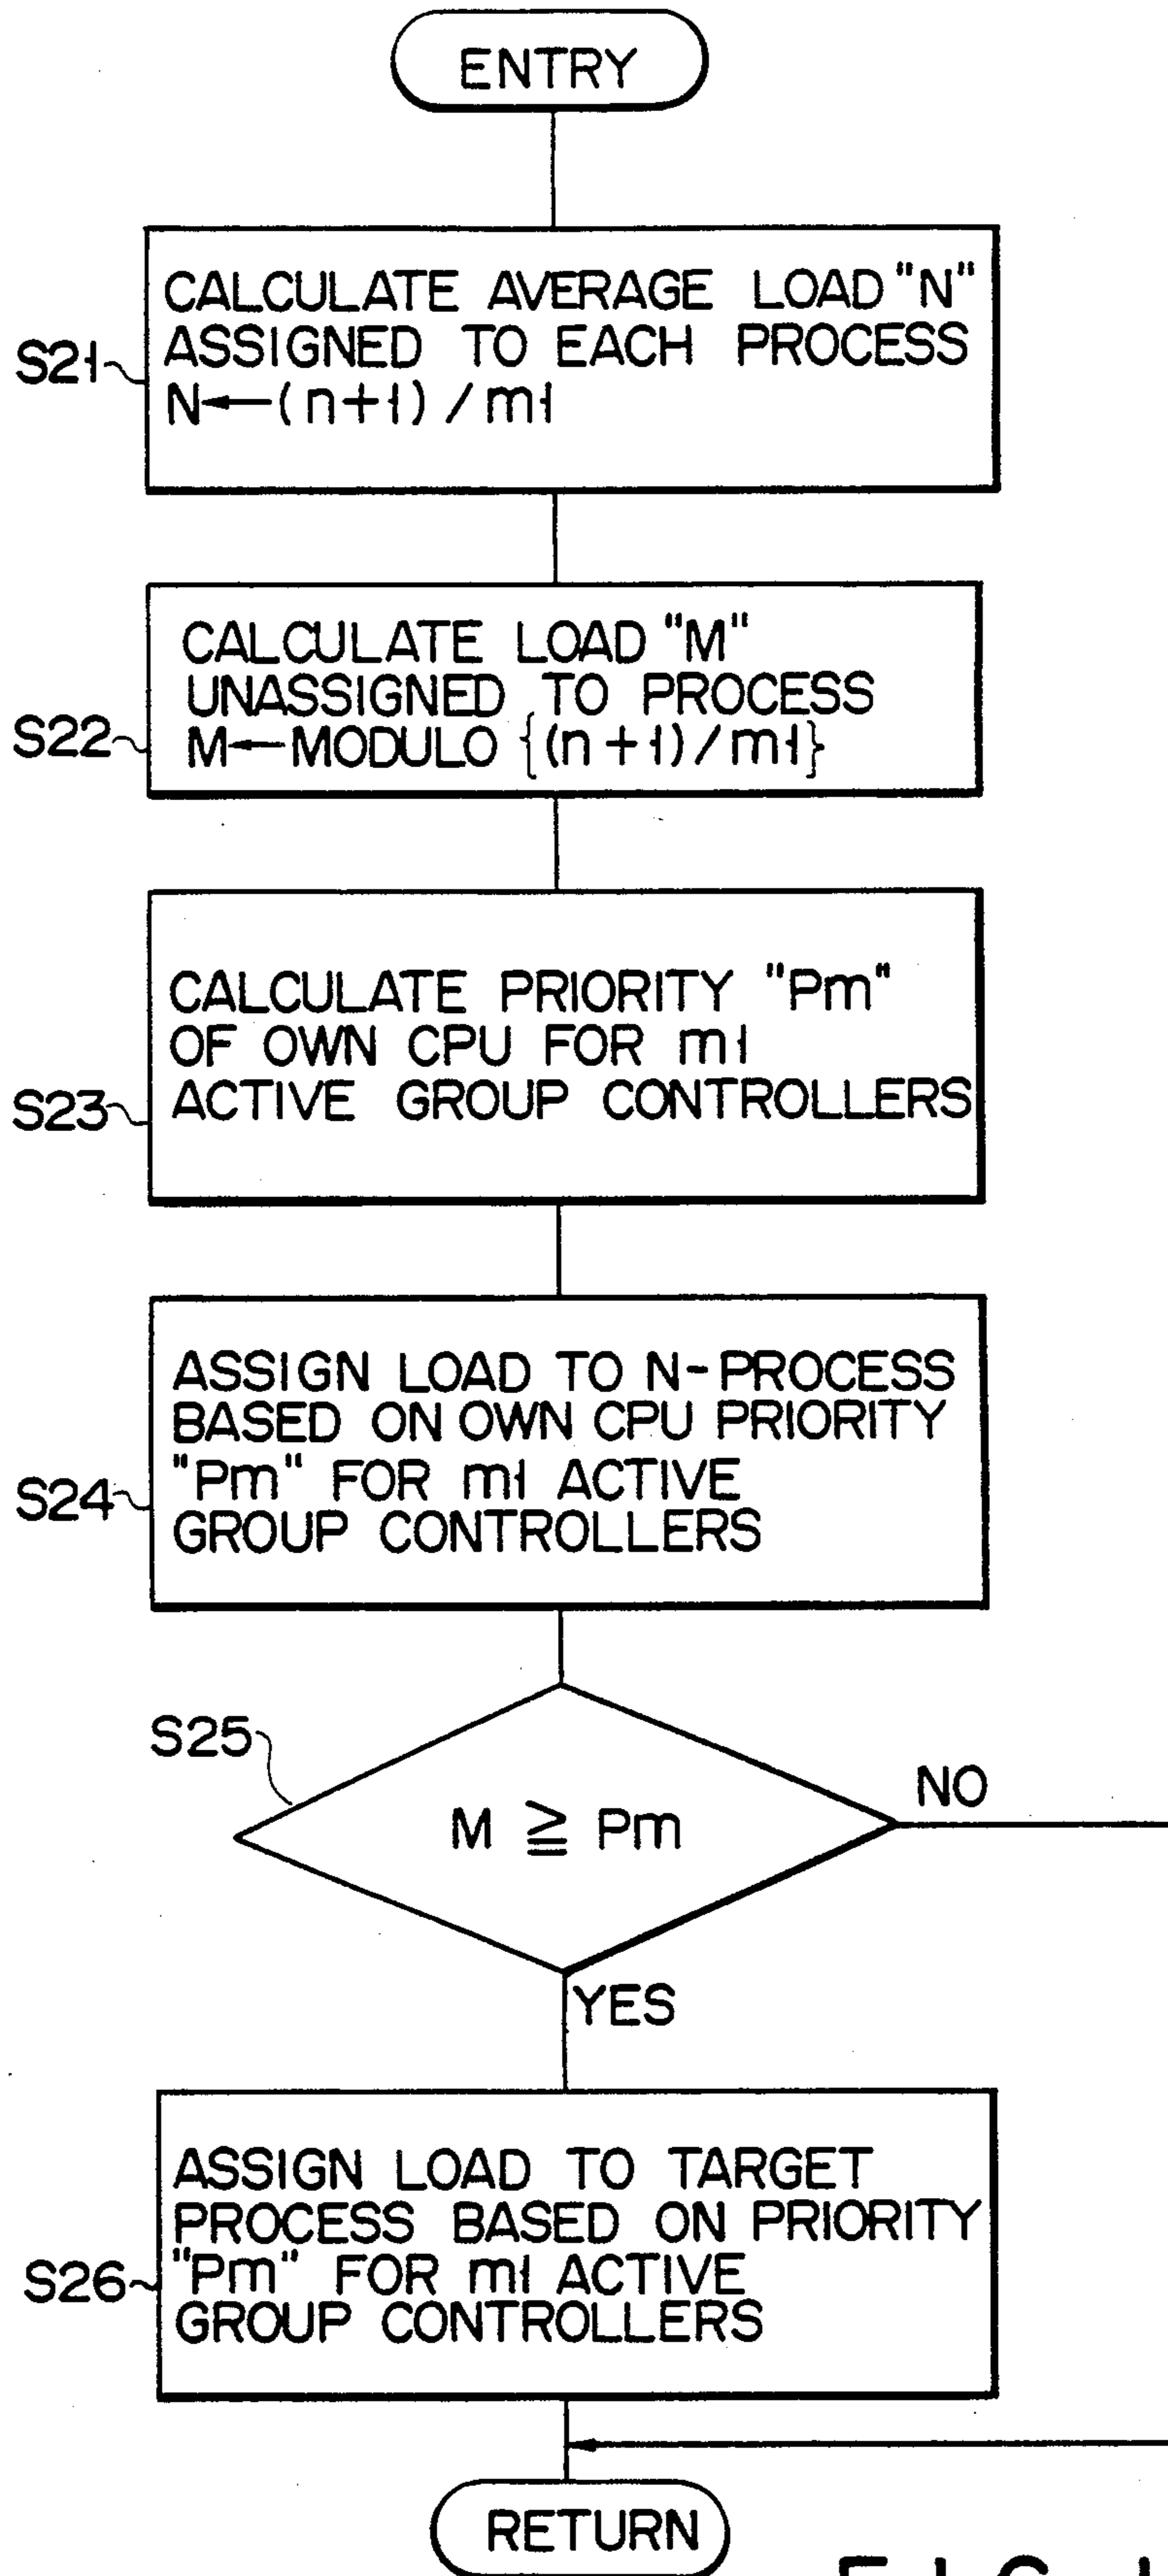 ENTRY
CALCULATE AVERAGE LOAD "N"
ASSIGNED TO EACH PROCESS
N←(n+1)/m1
S21
CALCULATE LOAD "M"
UNASSIGNED TO PROCESS
M←MODULO {(n+1)/m1}
S22
CALCULATE PRIORITY "Pm"
OF OWN CPU FOR m1
ACTIVE GROUP CONTROLLERS
S23
ASSIGN LOAD TO N-PROCESS
BASED ON OWN CPU PRIORITY
"Pm" FOR m1 ACTIVE
GROUP CONTROLLERS
S24
S25
M ≧ Pm
NO
YES
ASSIGN LOAD TO TARGET
PROCESS BASED ON PRIORITY
"Pm" FOR m1 ACTIVE
GROUP CONTROLLERS
S26
RETURN